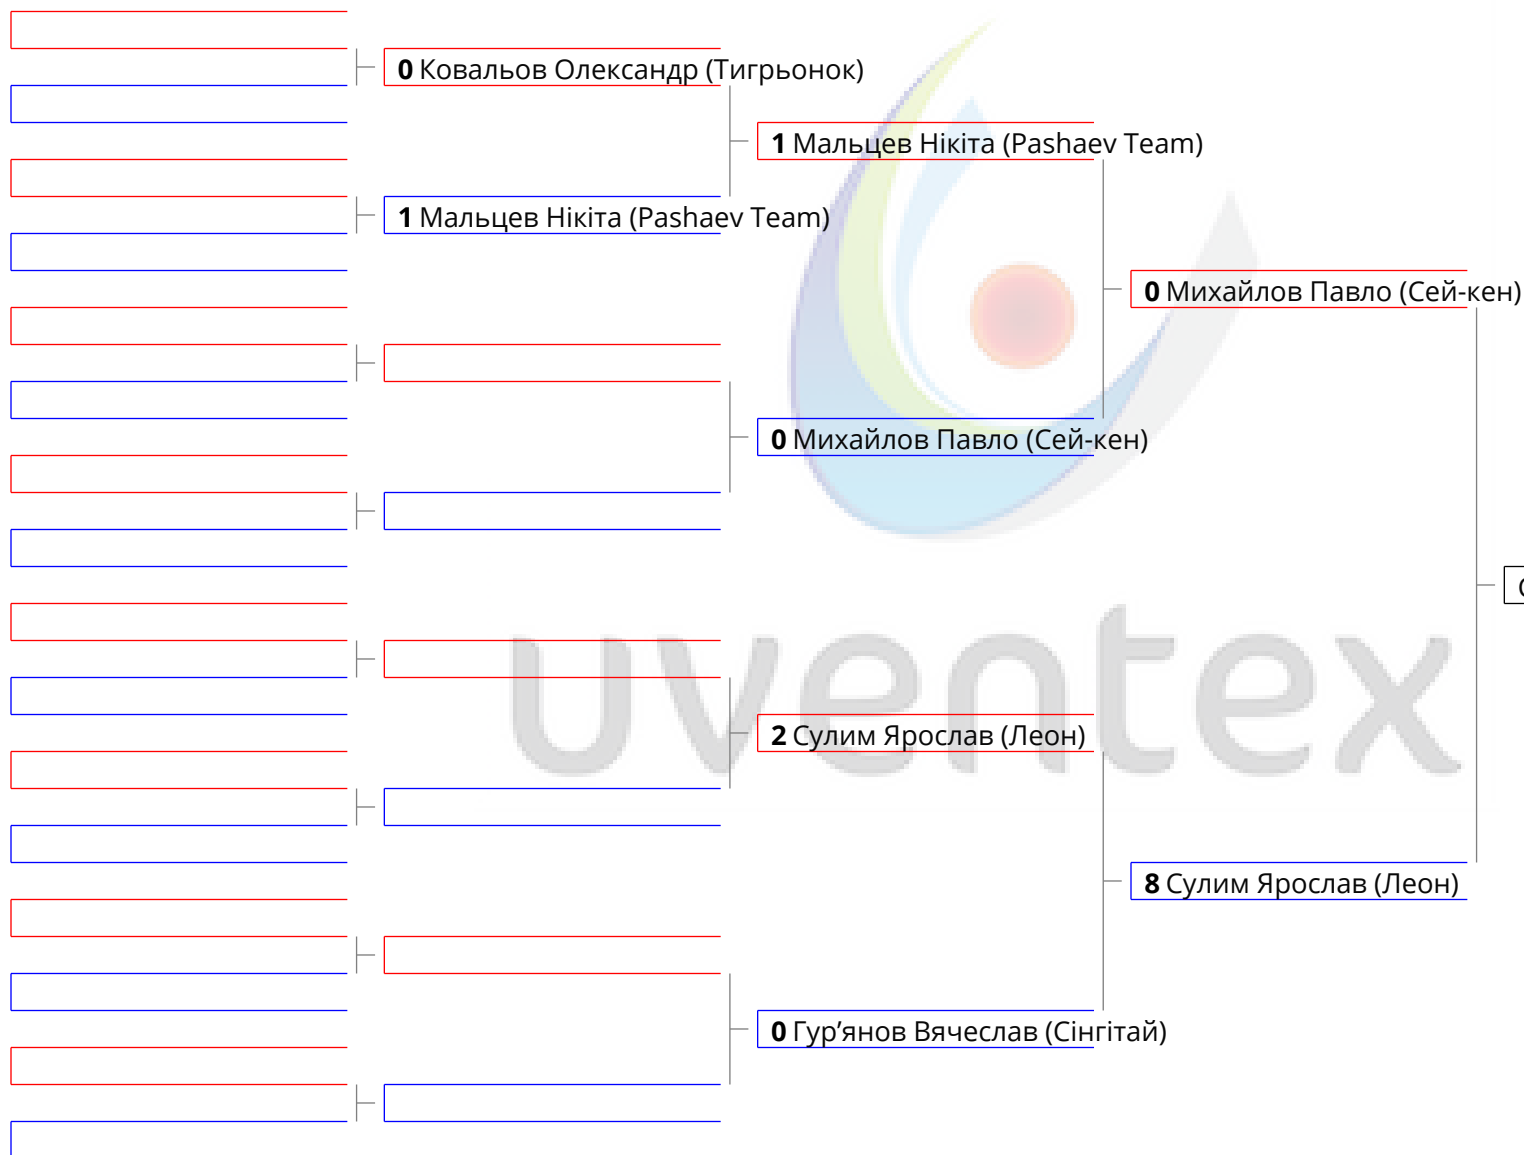 0 Ковальов Олександр (Тигрьонок)
1 Мальцев Нікіта (Pashaev Team)
1 Мальцев Нікіта (Pashaev Team)
0 Михайлов Павло (Сей-кен)
0 Михайлов Павло (Сей-кен)
uventex
2 Сулим Ярослав (Леон)
8 Сулим Ярослав (Леон)
0 Гур’янов Вячеслав (Сінгітай)